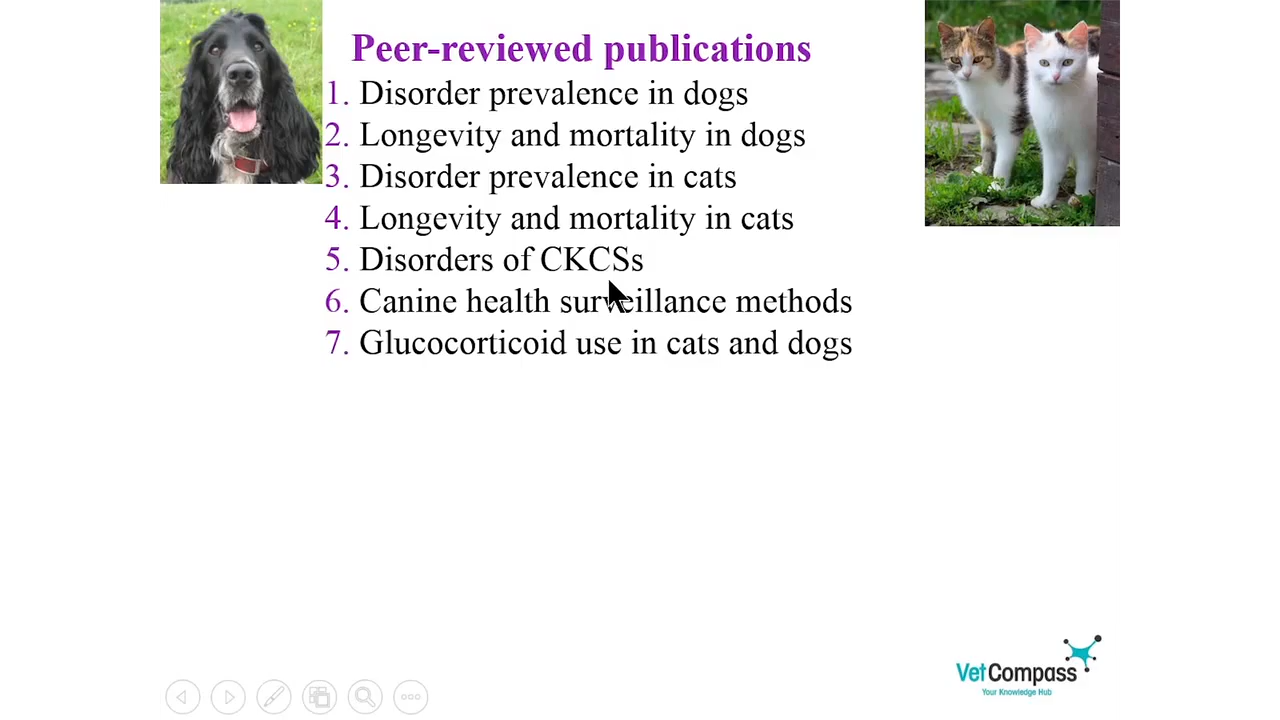 Peer-reviewed publications
1. Disorder prevalence in dogs
2. Longevity and mortality in dogs
3. Disorder prevalence in cats
4. Longevity and mortality in cats
5. Disorders of CKCSs
6. Canine health surveillance methods
7. Glucocorticoid use in cats and dogs
VetCompass
Your Knowledge Hub